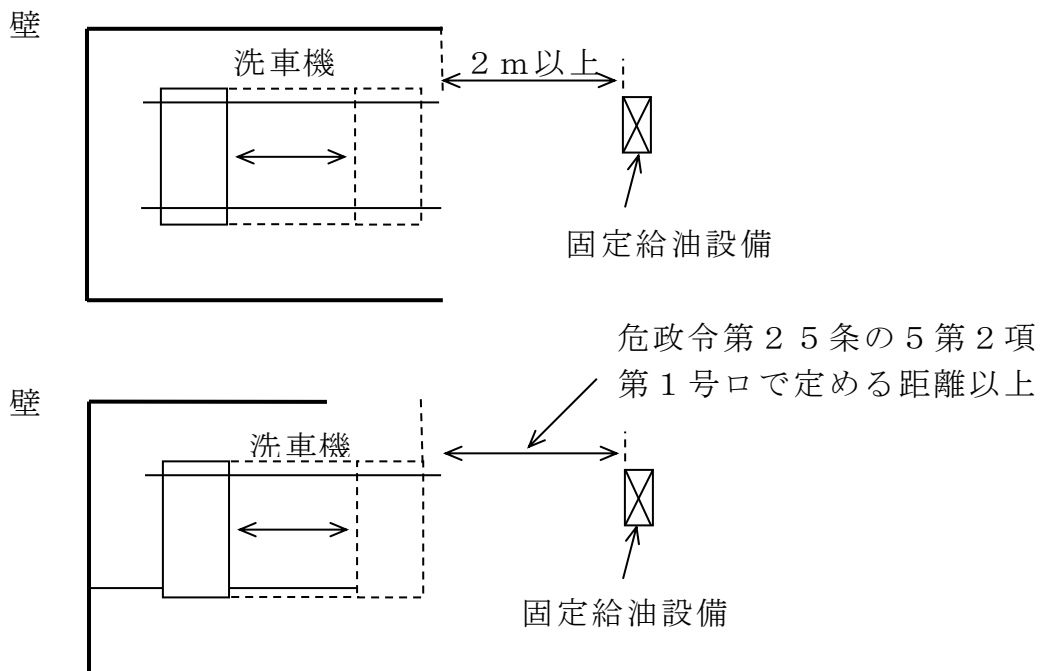 壁
洗車機
2m以上
固定給油設備
危政令第25条の5第2項
第1号ロで定める距離以上
壁
洗車機
固定給油設備